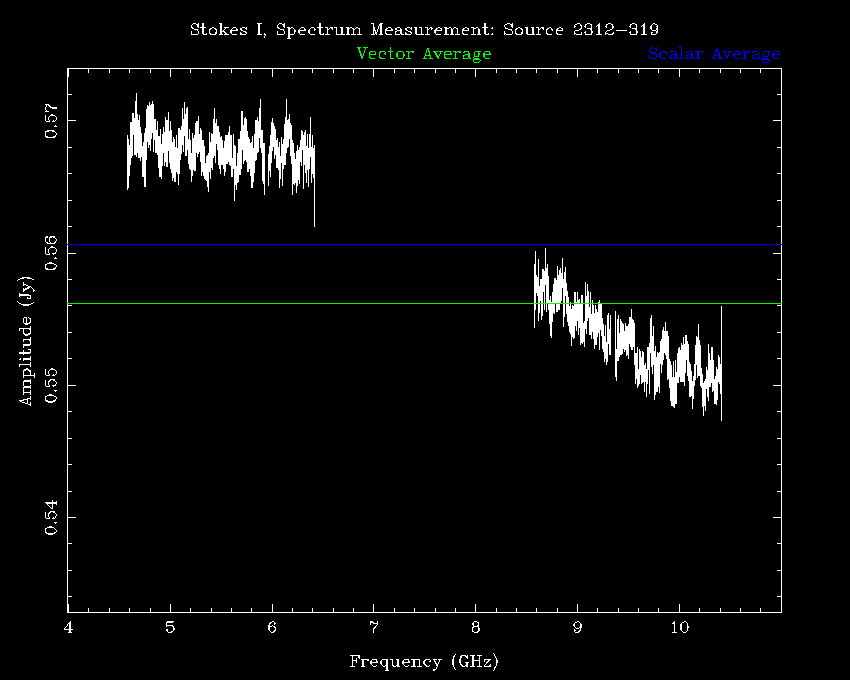 Stokes I, Spectrum Measurement: Source 2312−319
Vector Average Scalar Average
0.57
0.56
0.55
0.54
Amplitude (Jy)
4 5 6 7 8 9 10
Frequency (GHz)